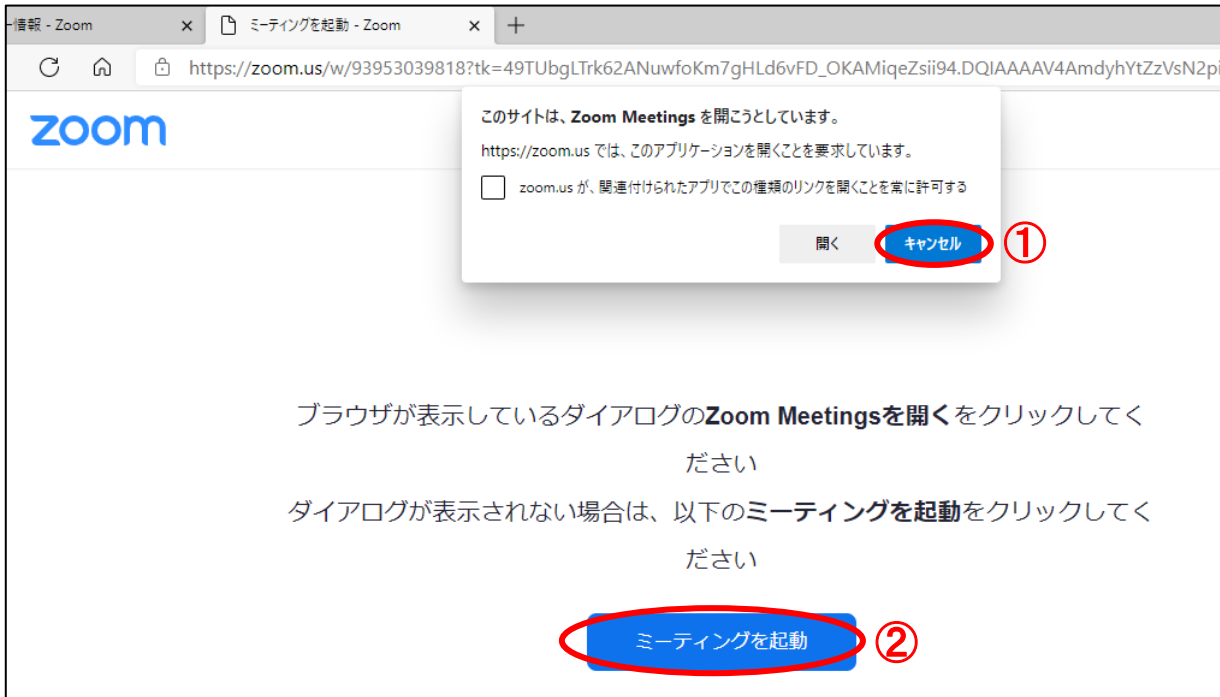 ー情報 - Zoom
ミーティングを起動 - Zoom
https://zoom.us/w/93953039818?tk=49TUbgLTrk62ANuwfoKm7gHLd6vFD_OKAMiqeZsii94.DQIAAAAV4AmdyhYtZzVsN2pi
zoom
このサイトは、Zoom Meetings を開こうとしています。
https://zoom.us では、このアプリケーションを開くことを要求しています。
zoom.us が、関連付けられたアプリでこの種類のリンクを開くことを常に許可する
開く キャンセル ①
ブラウザが表示しているダイアログのZoom Meetingsを開くをクリックしてく
ださい
ダイアログが表示されない場合は、以下のミーティングを起動をクリックしてく
ださい
ミーティングを起動 ②